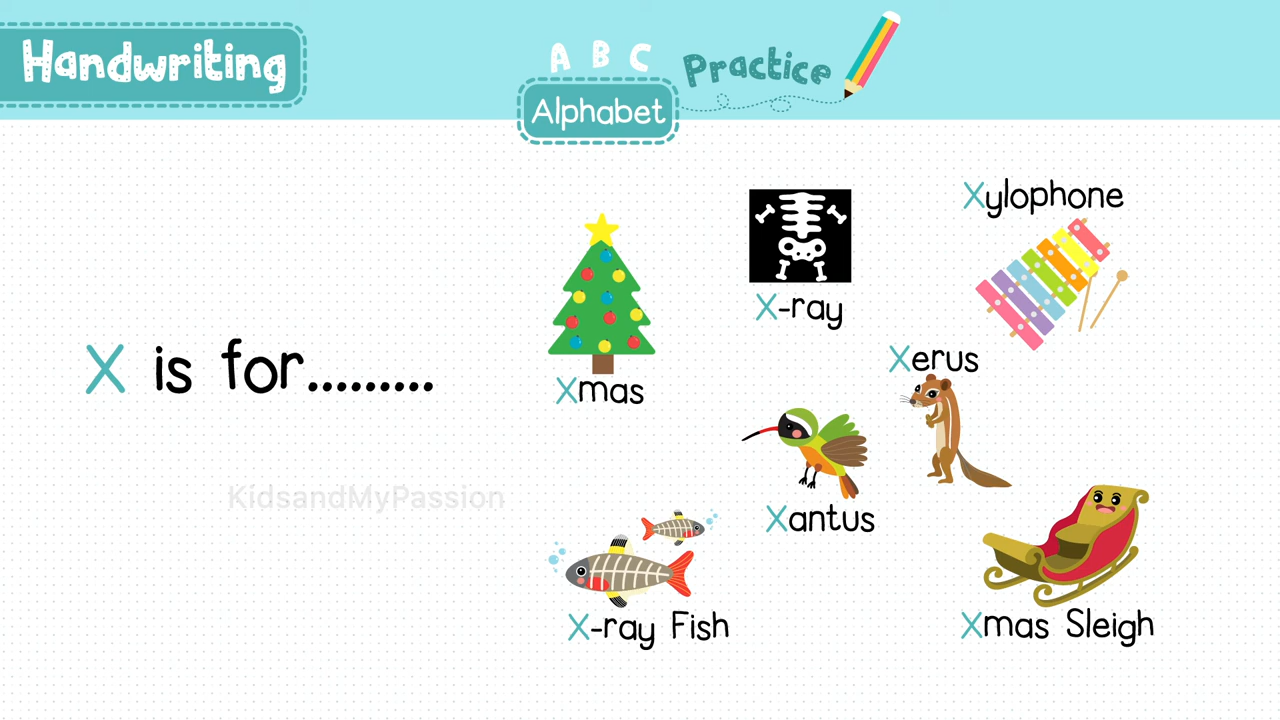 Handwriting
A B C
Alphabet
Practice
X is for.........
Xmas
X-ray
Xylophone
Xerus
Xantus
X-ray Fish
Xmas Sleigh
KidsandMyPassion